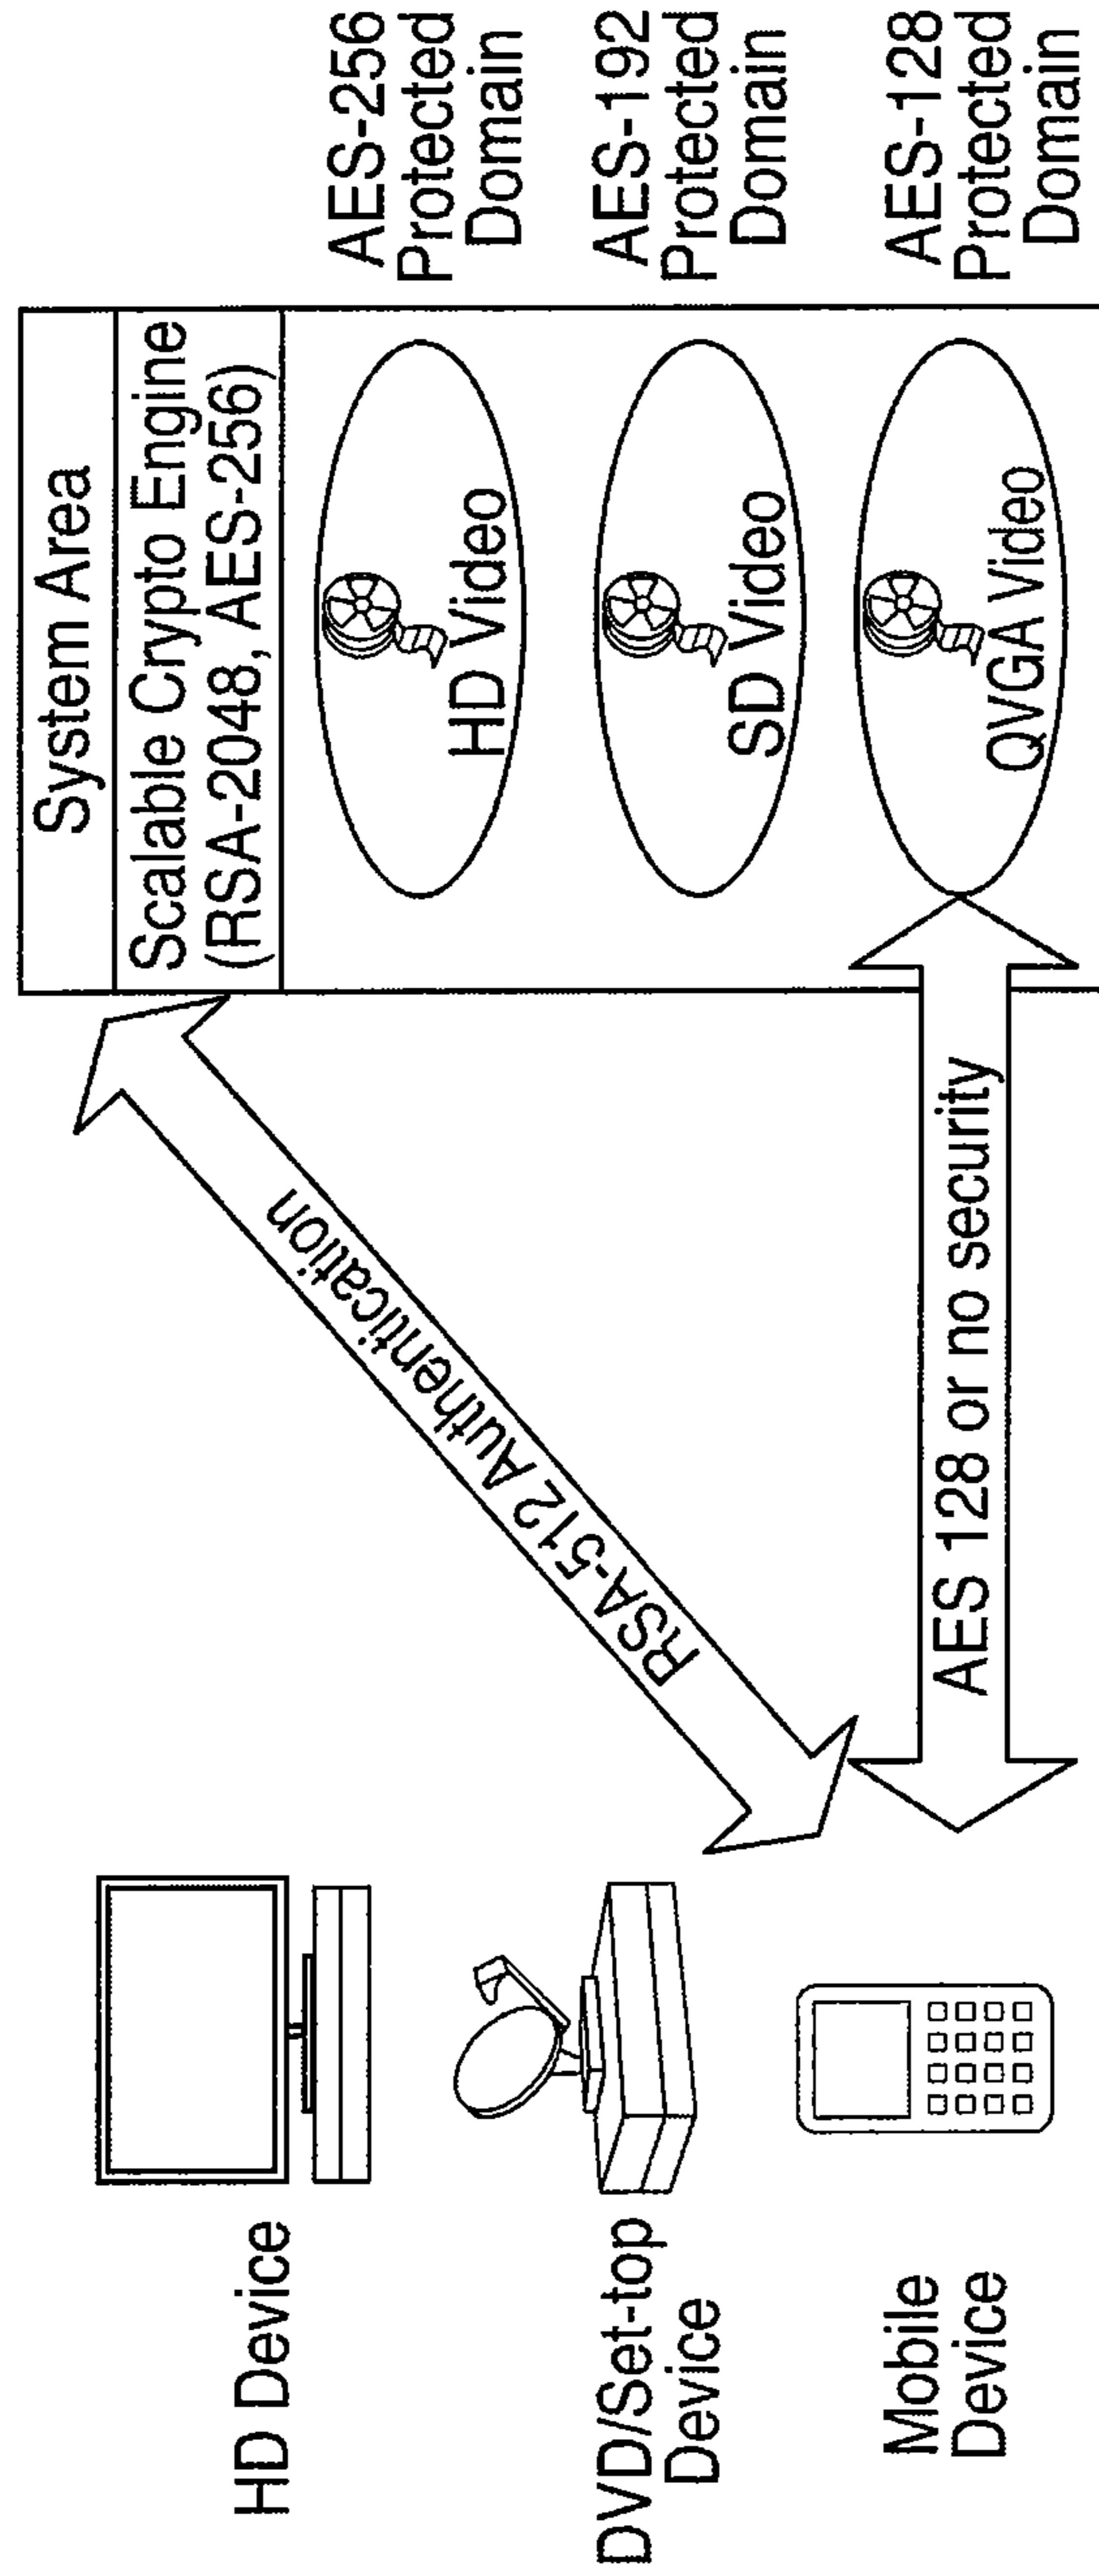 System Area
Scalable Crypto Engine
(RSA-2048, AES-256)
HD Video
SD Video
QVGA Video
AES-256
Protected
Domain
AES-192
Protected
Domain
AES-128
Protected
Domain
RSA-512 Authentication
AES 128 or no security
HD Device
DVD/Set-top
Device
Mobile
Device